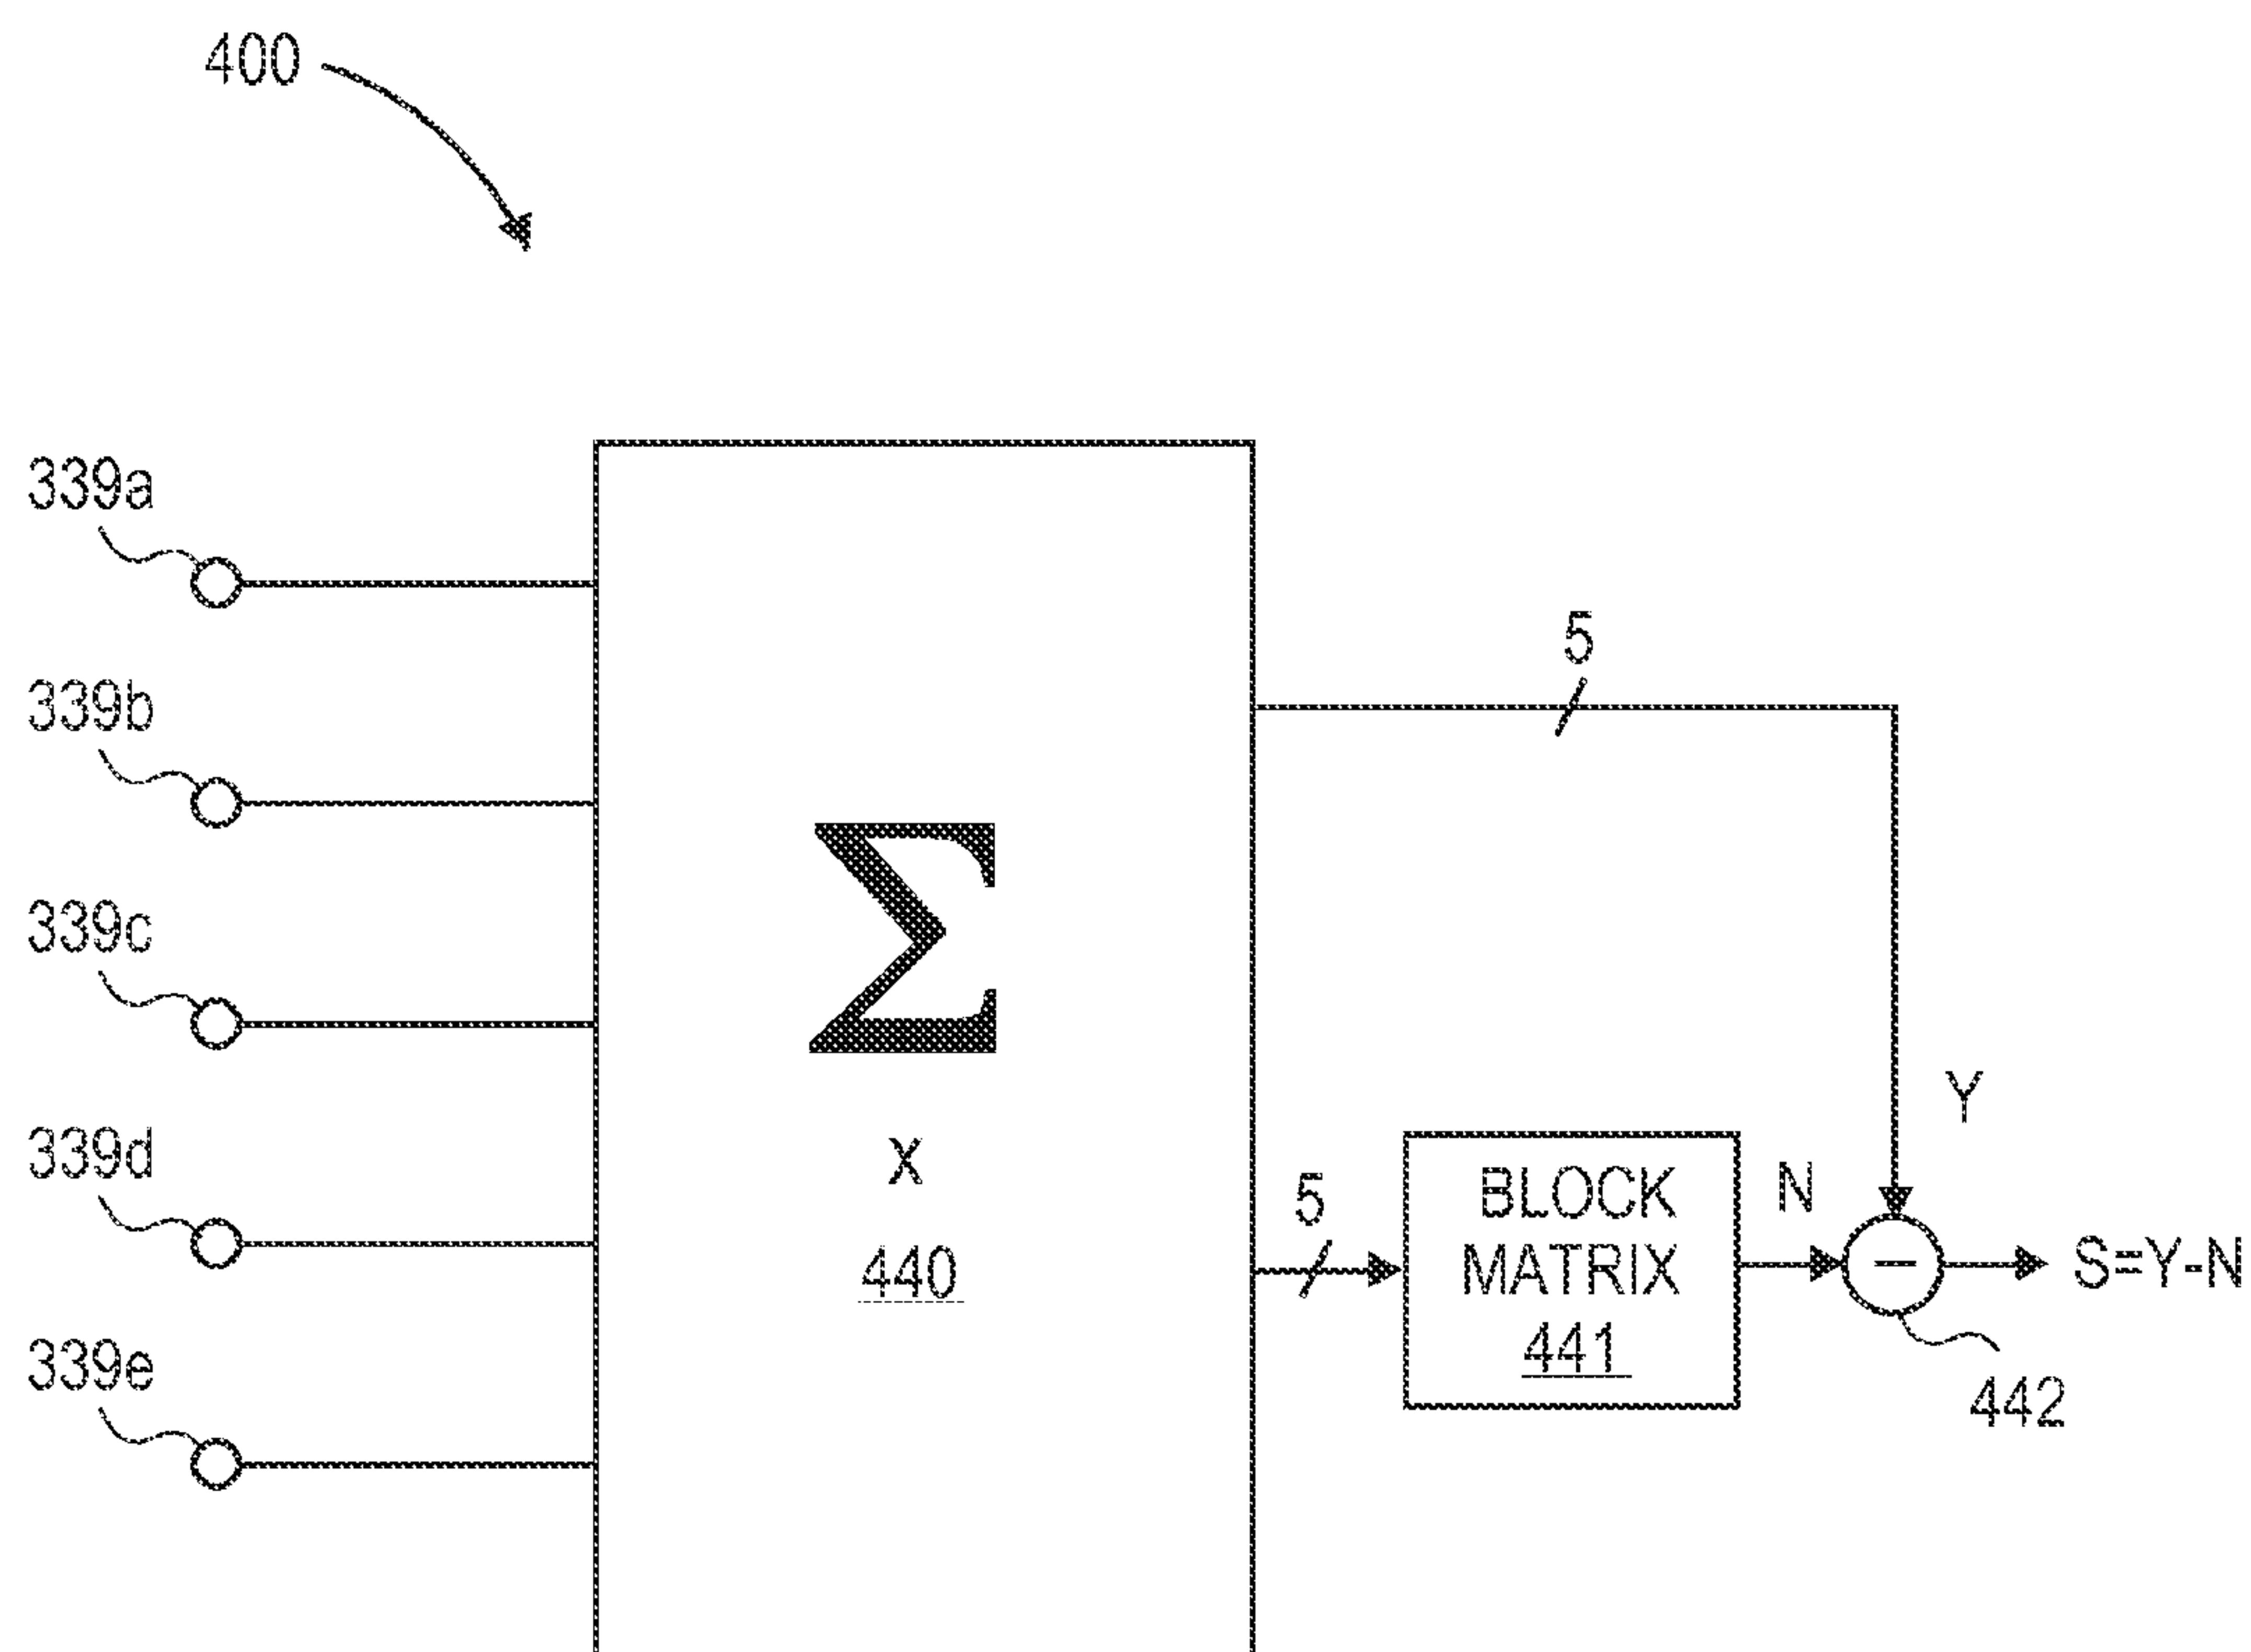 400
339a
339b
339c
339d
339e
Σ
X
440
5
5
BLOCK
MATRIX
441
N
Y
−
S=Y-N
442